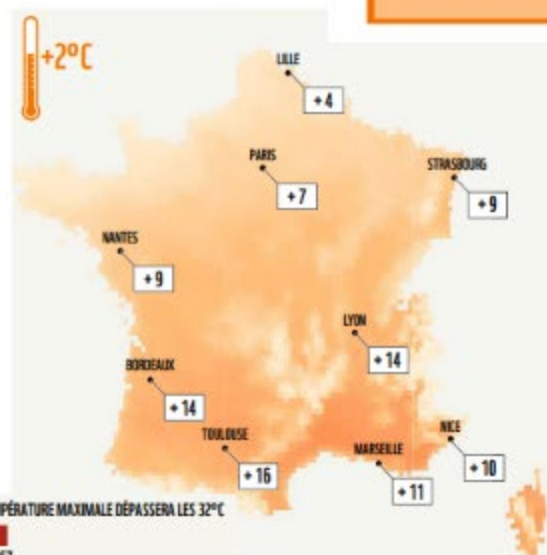 +2°C
LILLE
+4
PARIS
+7
STRASBOURG
+9
NANTES
+9
LYON
+14
BORDEAUX
+14
TOULOUSE
+16
MARSEILLE
+11
NICE
+10
MAXIMALE DÉPASSERA LES 32°C